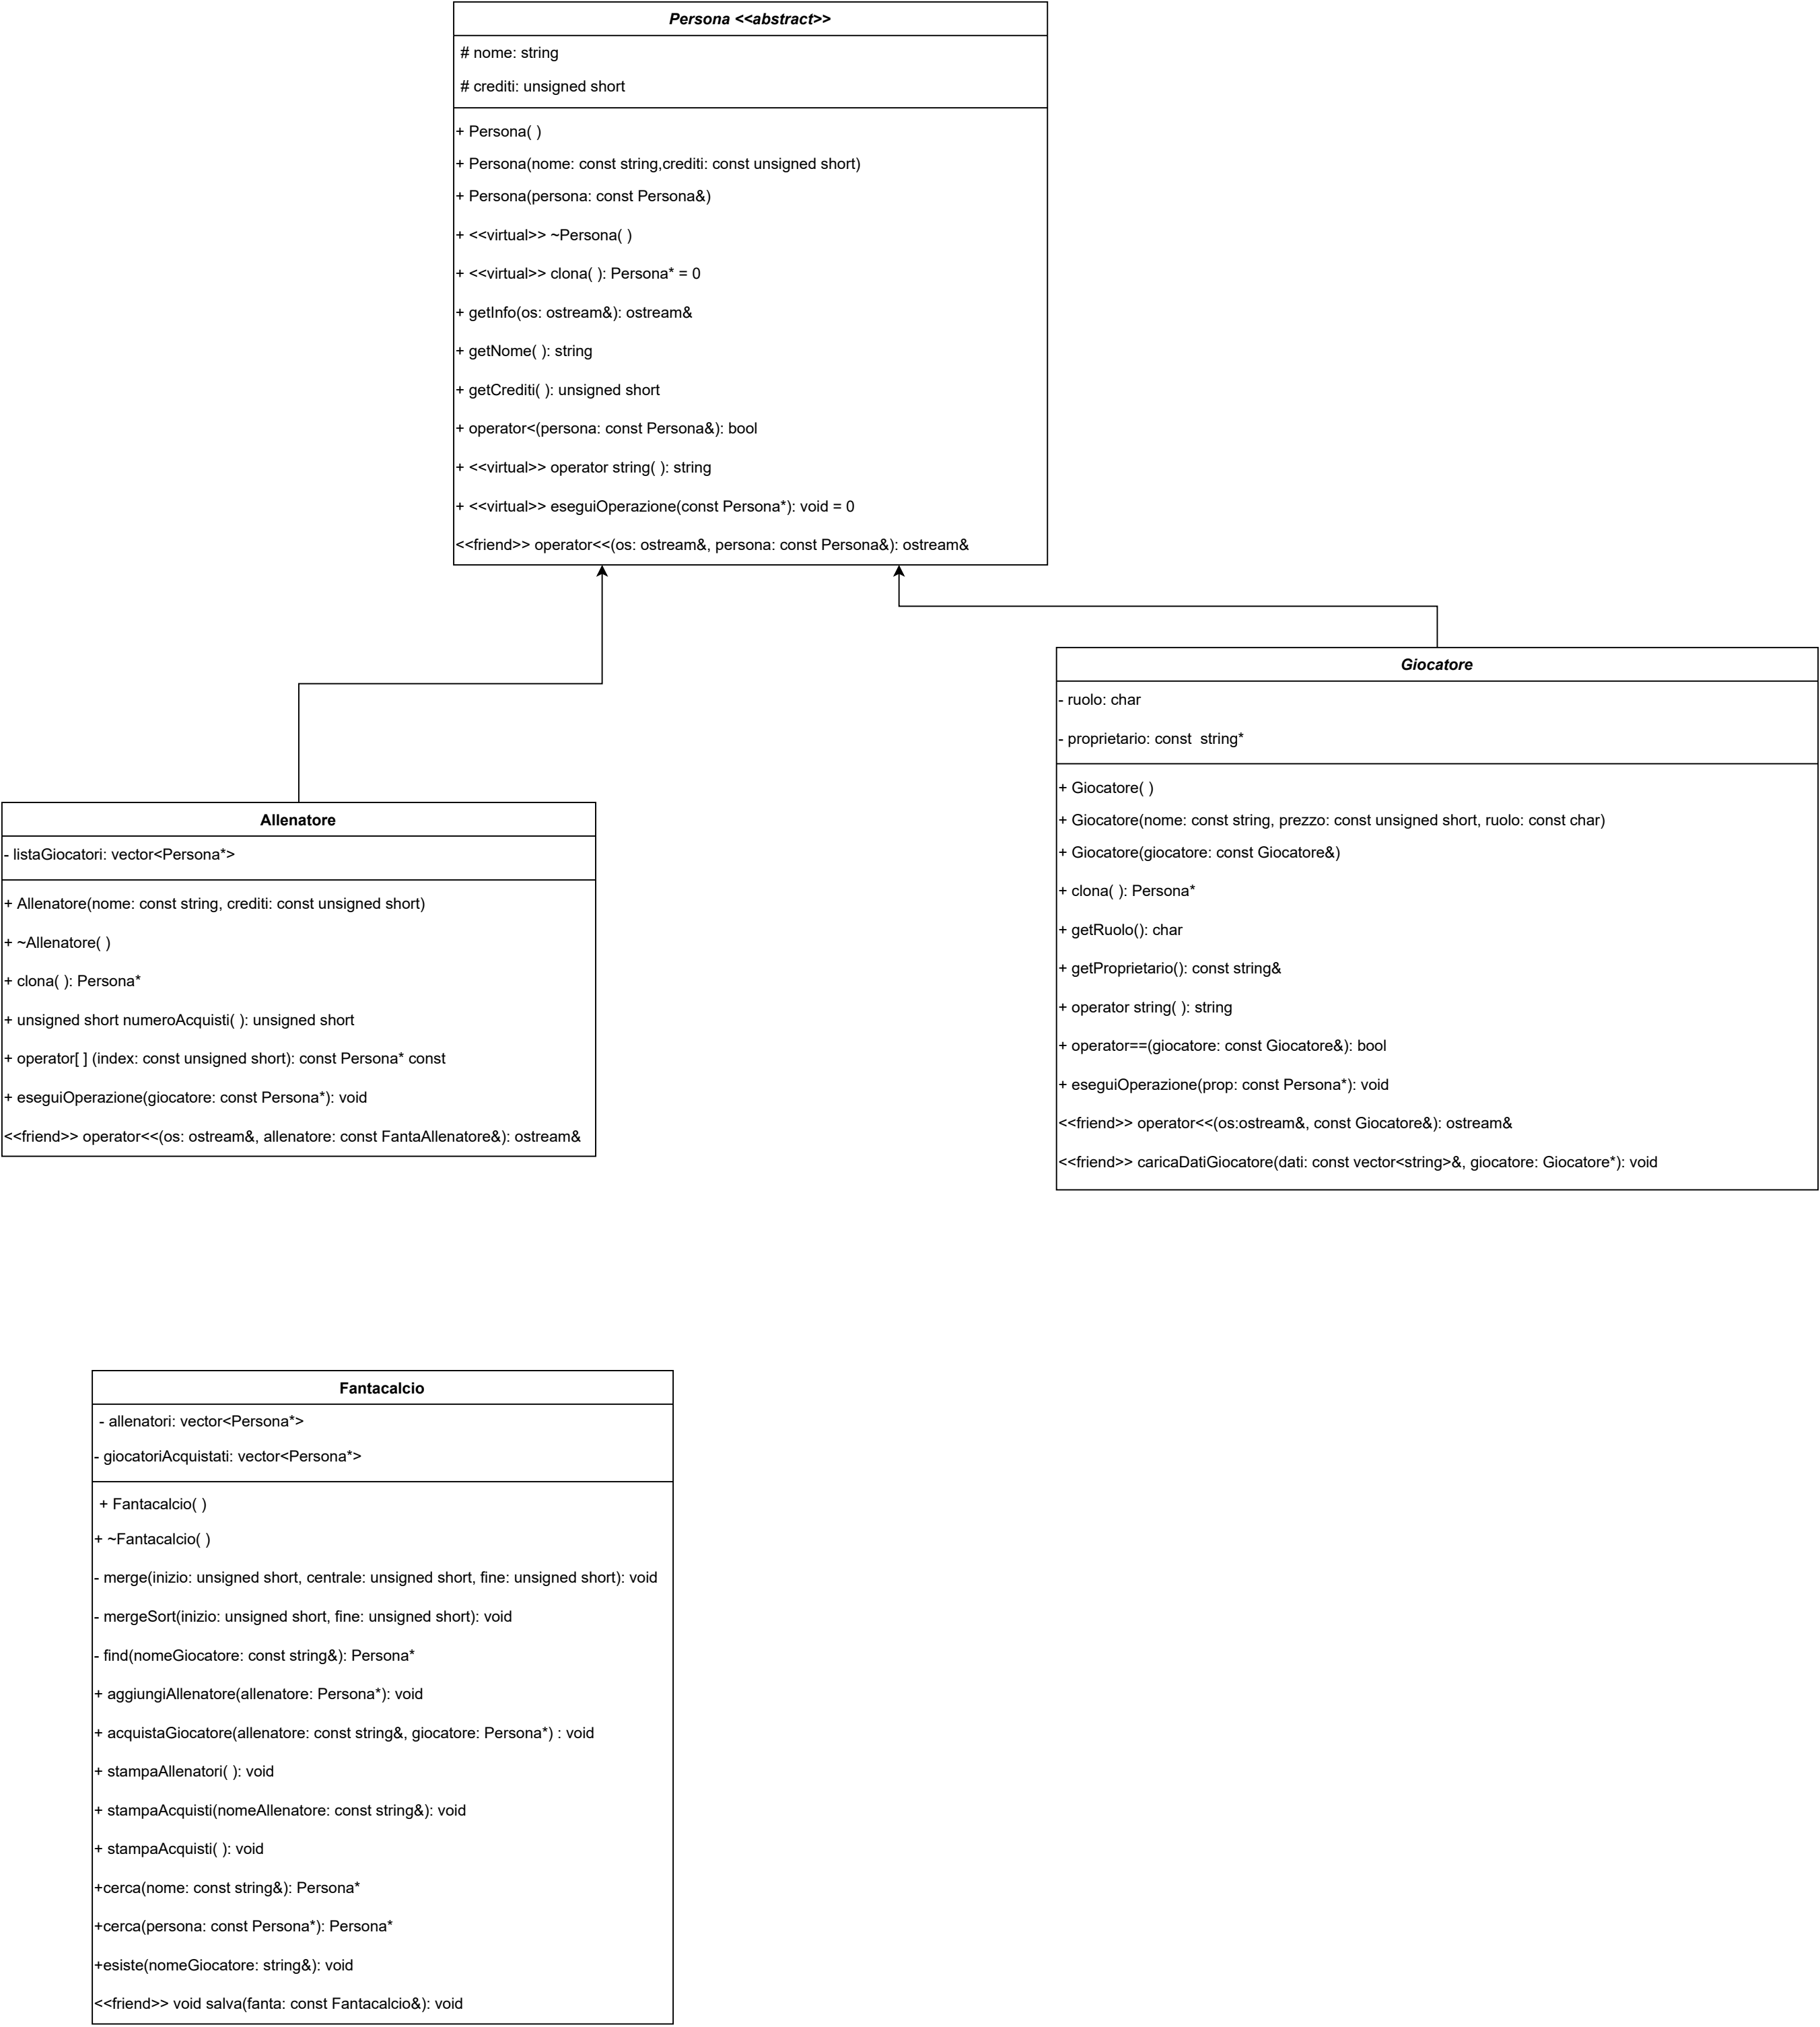 Persona <<abstract>>
# nome: string
# crediti: unsigned short
+ Persona( )
+ Persona(nome: const string,crediti: const unsigned short)
+ Persona(persona: const Persona&)
+ <<virtual>> ~Persona( )
+ <<virtual>> clona( ): Persona* = 0
+ getInfo(os: ostream&): ostream&
+ getNome( ): string
+ getCrediti( ): unsigned short
+ operator<(persona: const Persona&): bool
+ <<virtual>> operator string( ): string
+ <<virtual>> eseguiOperazione(const Persona*): void = 0
<<friend>> operator<<(os: ostream&, persona: const Persona&): ostream&
Giocatore
- ruolo: char
- proprietario: const  string*
+ Giocatore( )
+ Giocatore(nome: const string, prezzo: const unsigned short, ruolo: const char)
+ Giocatore(giocatore: const Giocatore&)
+ clona( ): Persona*
+ getRuolo(): char
+ getProprietario(): const string&
+ operator string( ): string
+ operator==(giocatore: const Giocatore&): bool
+ eseguiOperazione(prop: const Persona*): void
<<friend>> operator<<(os:ostream&, const Giocatore&): ostream&
<<friend>> caricaDatiGiocatore(dati: const vector<string>&, giocatore: Giocatore*): void
Allenatore
- listaGiocatori: vector<Persona*>
+ Allenatore(nome: const string, crediti: const unsigned short)
+ ~Allenatore( )
+ clona( ): Persona*
+ unsigned short numeroAcquisti( ): unsigned short
+ operator[ ] (index: const unsigned short): const Persona* const
+ eseguiOperazione(giocatore: const Persona*): void
<<friend>> operator<<(os: ostream&, allenatore: const FantaAllenatore&): ostream&
Fantacalcio
- allenatori: vector<Persona*>
- giocatoriAcquistati: vector<Persona*>
+ Fantacalcio( )
+ ~Fantacalcio( )
- merge(inizio: unsigned short, centrale: unsigned short, fine: unsigned short): void
- mergeSort(inizio: unsigned short, fine: unsigned short): void
- find(nomeGiocatore: const string&): Persona*
+ aggiungiAllenatore(allenatore: Persona*): void
+ acquistaGiocatore(allenatore: const string&, giocatore: Persona*) : void
+ stampaAllenatori( ): void
+ stampaAcquisti(nomeAllenatore: const string&): void
+ stampaAcquisti( ): void
+cerca(nome: const string&): Persona*
+cerca(persona: const Persona*): Persona*
+esiste(nomeGiocatore: string&): void
<<friend>> void salva(fanta: const Fantacalcio&): void